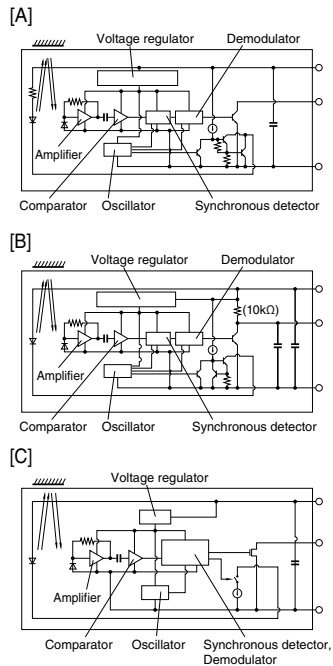 [A]
Voltage regulator
Demodulator
Amplifier
Comparator
Oscillator
Synchronous detector
[B]
Voltage regulator
Demodulator
(10kΩ)
Amplifier
Comparator
Oscillator
Synchronous detector
[C]
Voltage regulator
Amplifier
Comparator
Oscillator
Synchronous detector,
Demodulator